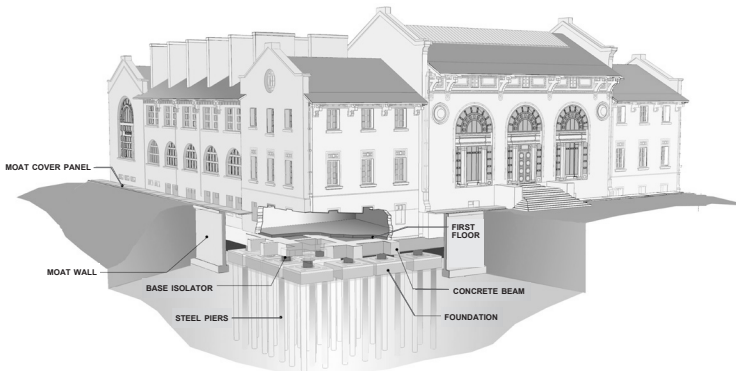 MOAT COVER PANEL
FIRST
FLOOR
MOAT WALL
BASE ISOLATOR
CONCRETE BEAM
STEEL PIERS
FOUNDATION